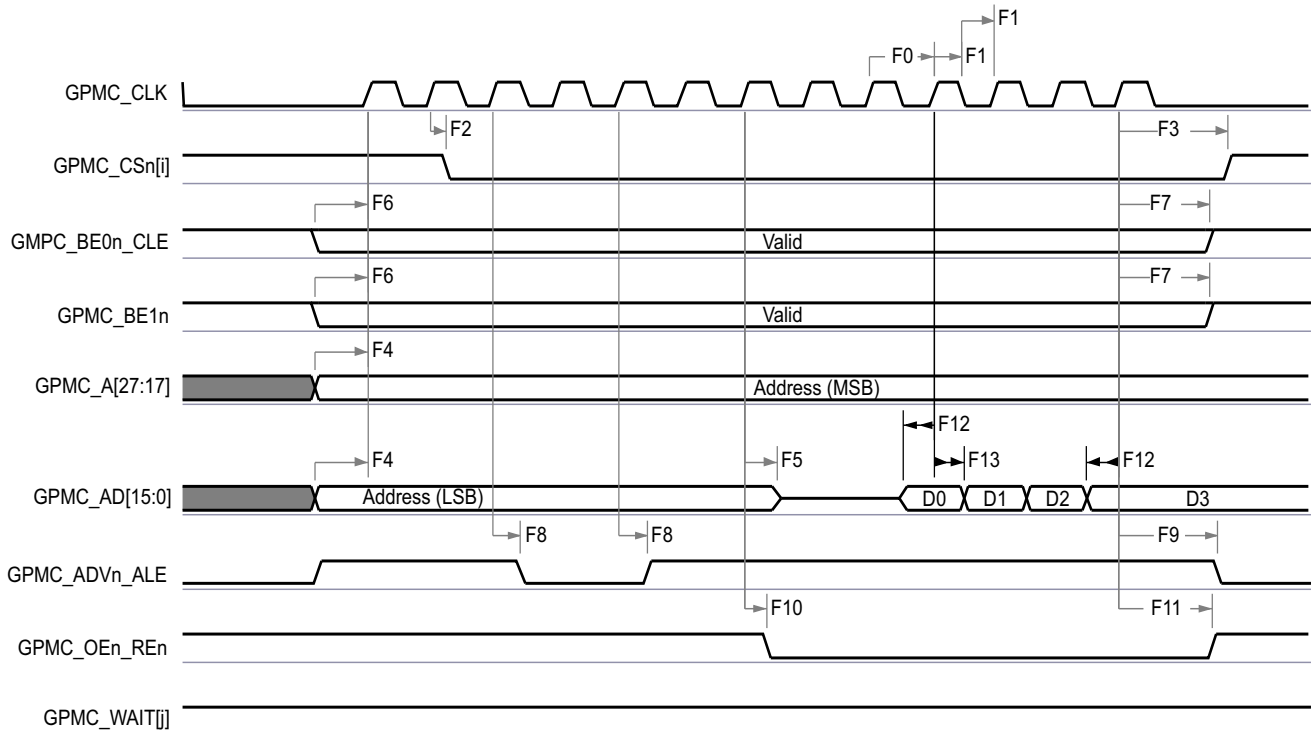 F1
F0 F1
GPMC_CLK
F2 F3
GPMC_CSn[i]
F6 F7
GMPC_BE0n_CLE Valid
F6 F7
GPMC_BE1n Valid
F4
GPMC_A[27:17] Address (MSB)
F12
F4 F5 F13 F12
GPMC_AD[15:0] Address (LSB) D0 D1 D2 D3
F8 F8 F9
GPMC_ADVn_ALE
F10 F11
GPMC_OEn_REn
GPMC_WAIT[j]